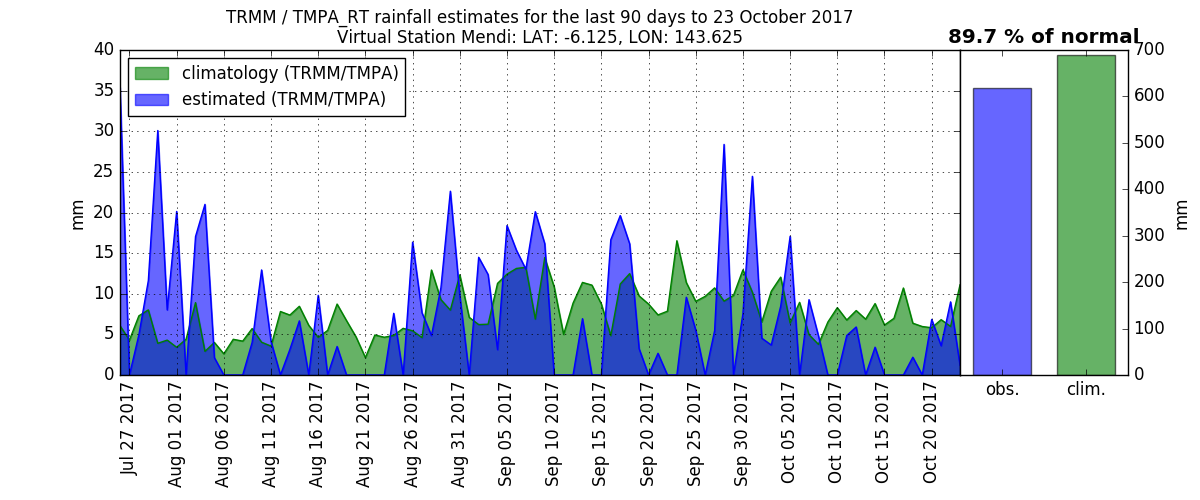 TRMM / TMPA_RT rainfall estimates for the last 90 days to 23 October 2017
Virtual Station Mendi: LAT: -6.125, LON: 143.625
89.7 % of normal
climatology (TRMM/TMPA)
estimated (TRMM/TMPA)
mm
40
35
30
25
20
15
10
5
0
Jul 27 2017
Aug 01 2017
Aug 06 2017
Aug 11 2017
Aug 16 2017
Aug 21 2017
Aug 26 2017
Aug 31 2017
Sep 05 2017
Sep 10 2017
Sep 15 2017
Sep 20 2017
Sep 25 2017
Sep 30 2017
Oct 05 2017
Oct 10 2017
Oct 15 2017
Oct 20 2017
obs.
clim.
700
600
500
400
300
200
100
0
mm